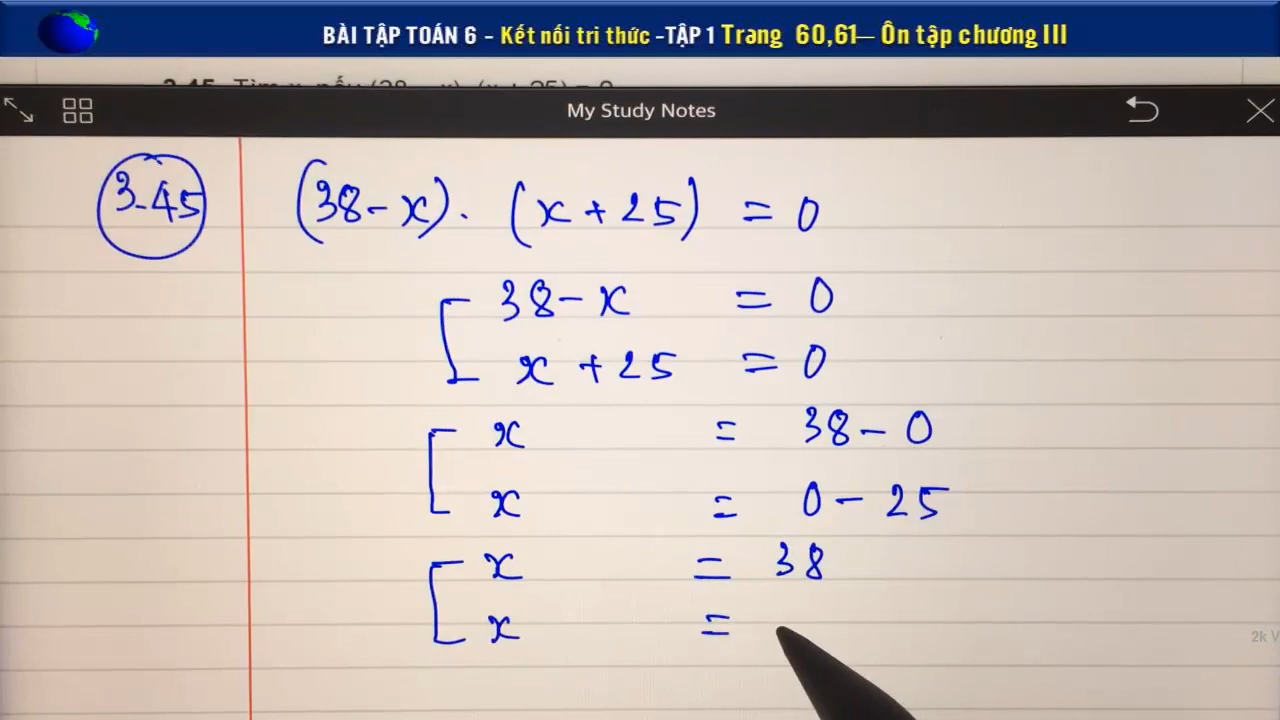 BÀI TẬP TOÁN 6 - Kết nối tri thức -TẬP 1 Trang 60,61— Ôn tập chương III
My Study Notes
3.45 (38 - x). (x + 25) = 0
38 - x = 0
x + 25 = 0
x = 38 - 0
x = 0 - 25
x = 38
x =